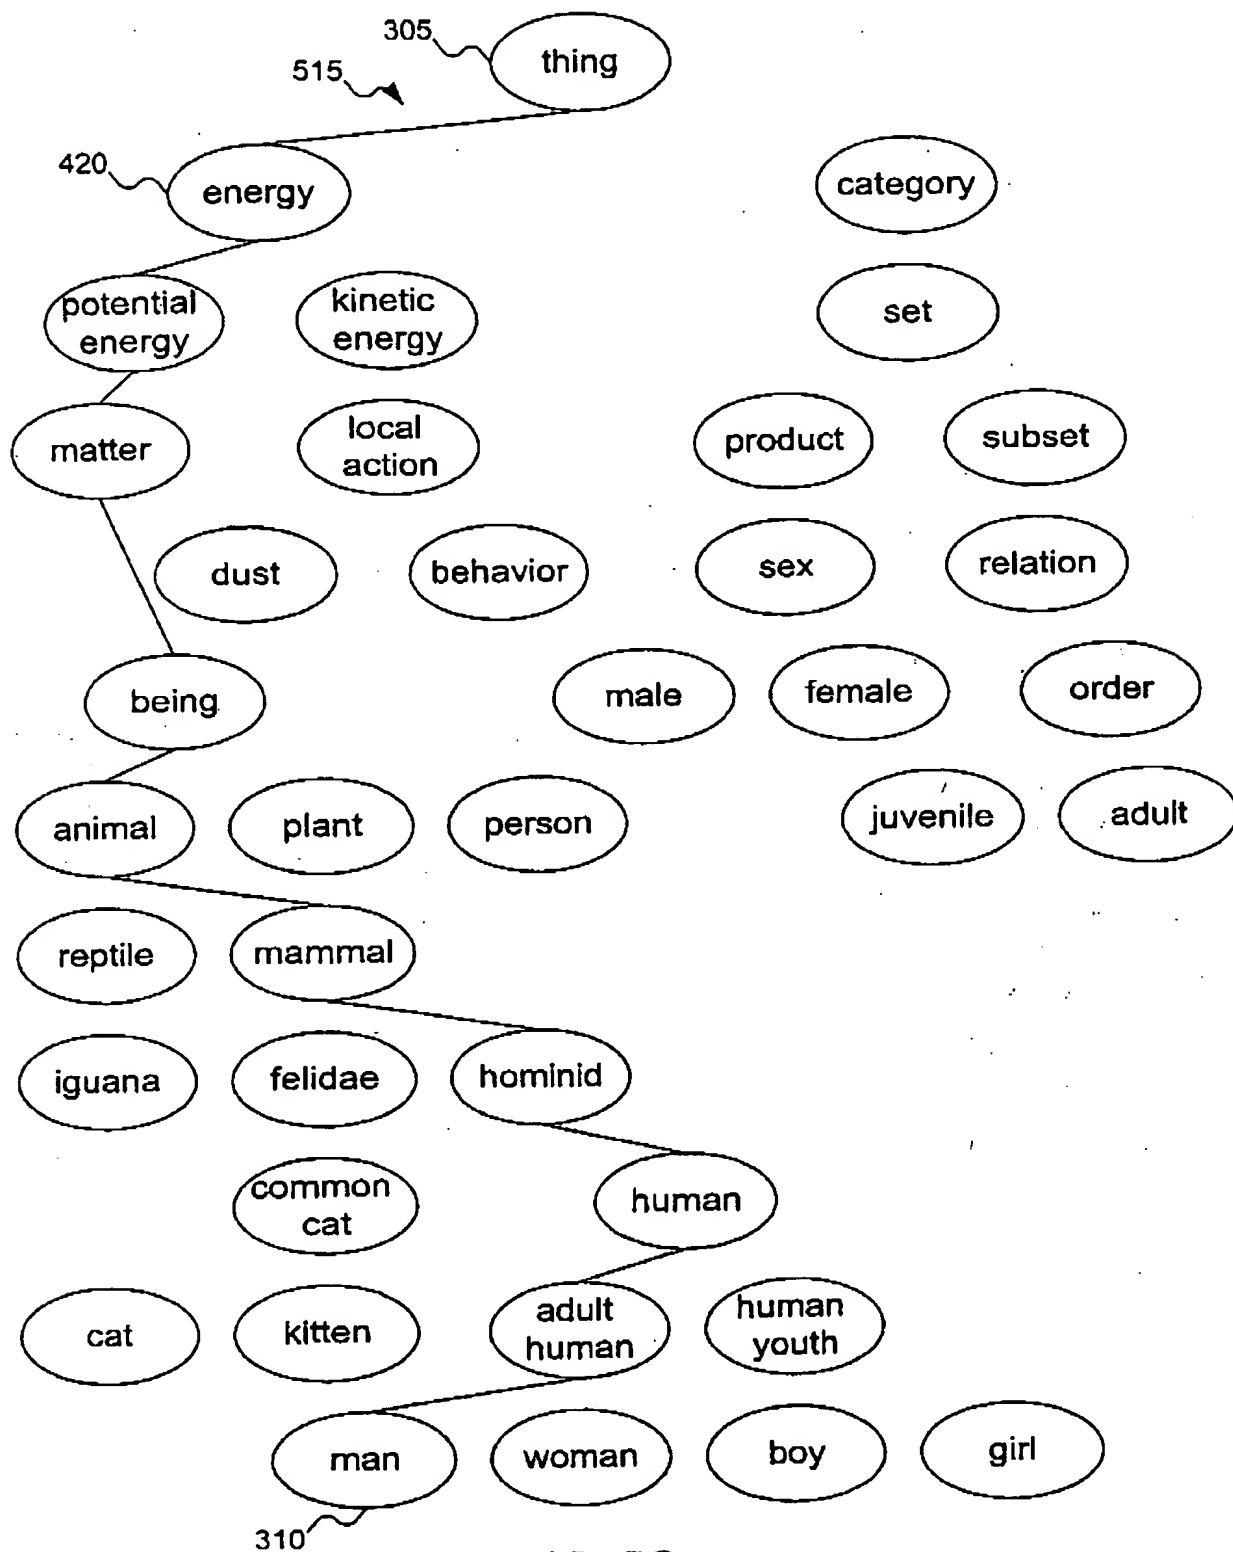 305
thing
515
420
energy
category
potential
energy
kinetic
energy
set
matter
local
action
product
subset
dust
behavior
sex
relation
being
male
female
order
animal
plant
person
juvenile
adult
reptile
mammal
iguana
felidae
hominid
common
cat
human
cat
kitten
adult
human
human
youth
man
woman
boy
girl
310